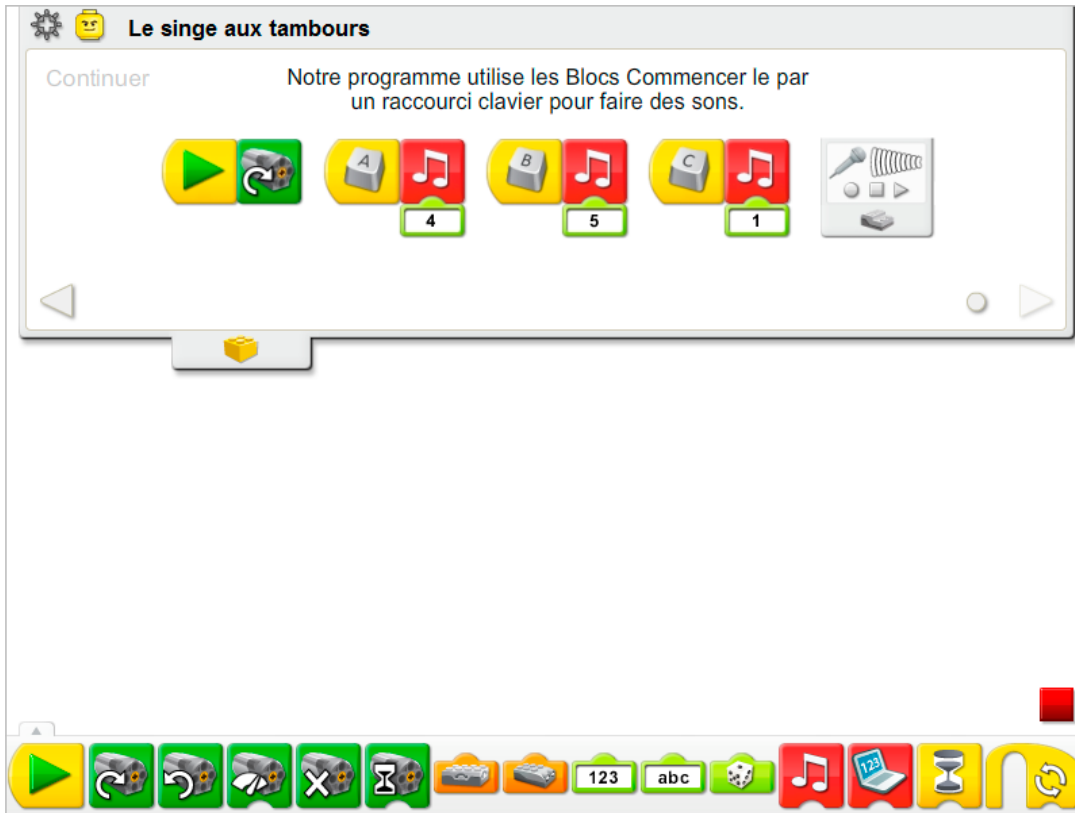 Le singe aux tambours
Continuer
Notre programme utilise les Blocs Commencer le par
un raccourci clavier pour faire des sons.
A
B
C
4
5
1
123
abc
123